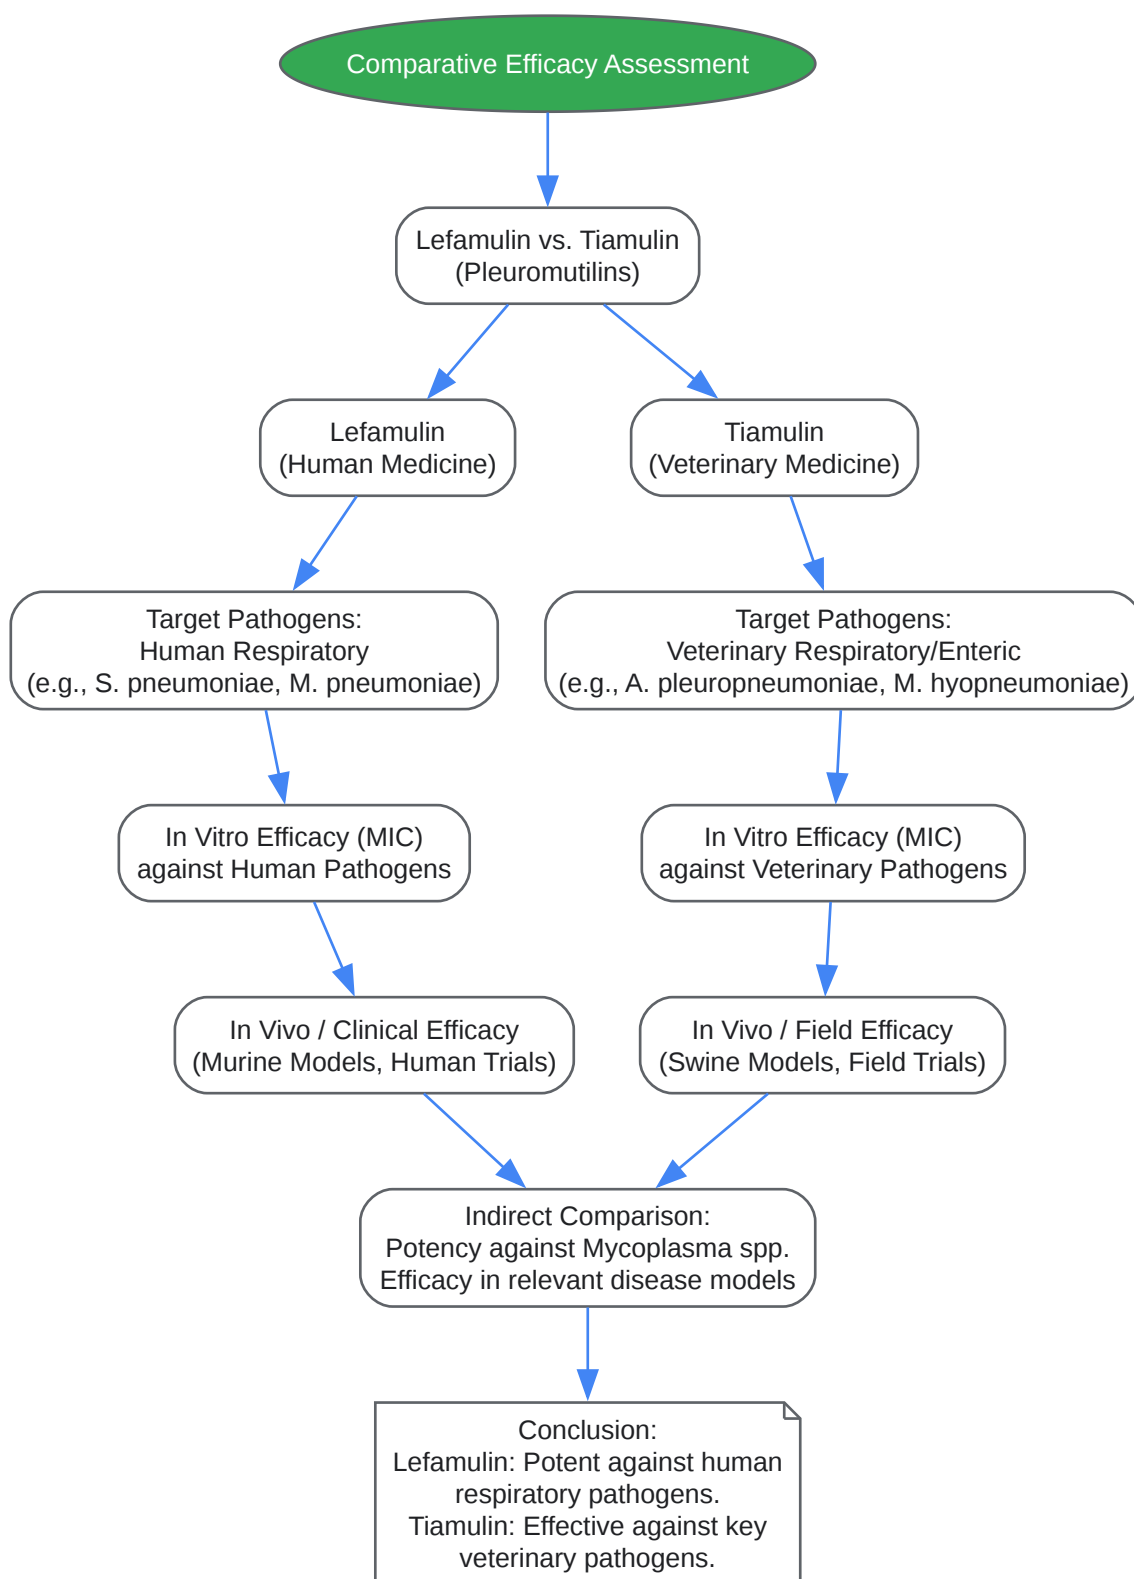 Comparative Efficacy Assessment
Lefamulin vs. Tiamulin
(Pleuromutilins)
Lefamulin
(Human Medicine)
Tiamulin
(Veterinary Medicine)
Target Pathogens:
Human Respiratory
(e.g., S. pneumoniae, M. pneumoniae)
Target Pathogens:
Veterinary Respiratory/Enteric
(e.g., A. pleuropneumoniae, M. hyopneumoniae)
In Vitro Efficacy (MIC)
against Human Pathogens
In Vitro Efficacy (MIC)
against Veterinary Pathogens
In Vivo / Clinical Efficacy
(Murine Models, Human Trials)
In Vivo / Field Efficacy
(Swine Models, Field Trials)
Indirect Comparison:
Potency against Mycoplasma spp.
Efficacy in relevant disease models
Conclusion:
Lefamulin: Potent against human
respiratory pathogens.
Tiamulin: Effective against key
veterinary pathogens.